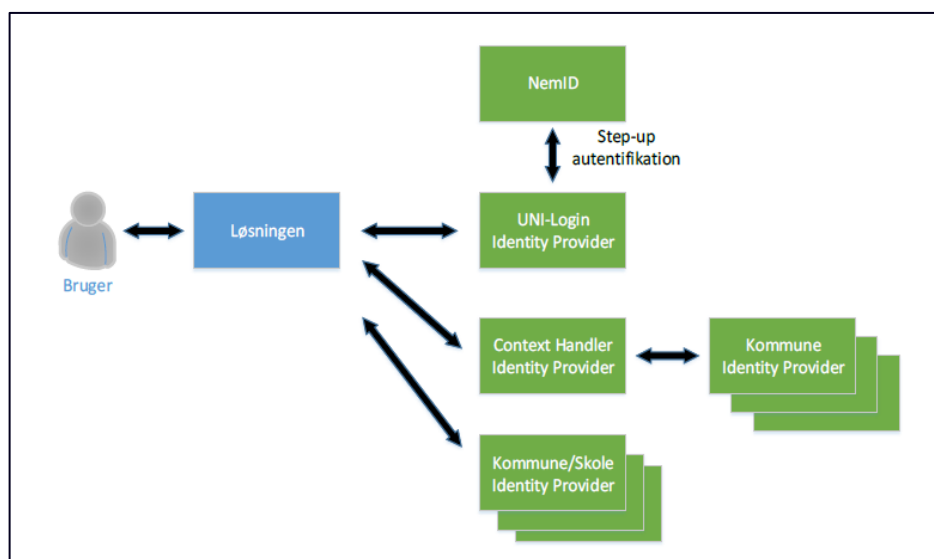 NemID
Step-up
autentifikation
Løsningen
UNI-Login
Identity Provider
Bruger
Context Handler
Identity Provider
Kommune
Identity Provider
Kommune/Skole
Identity Provider